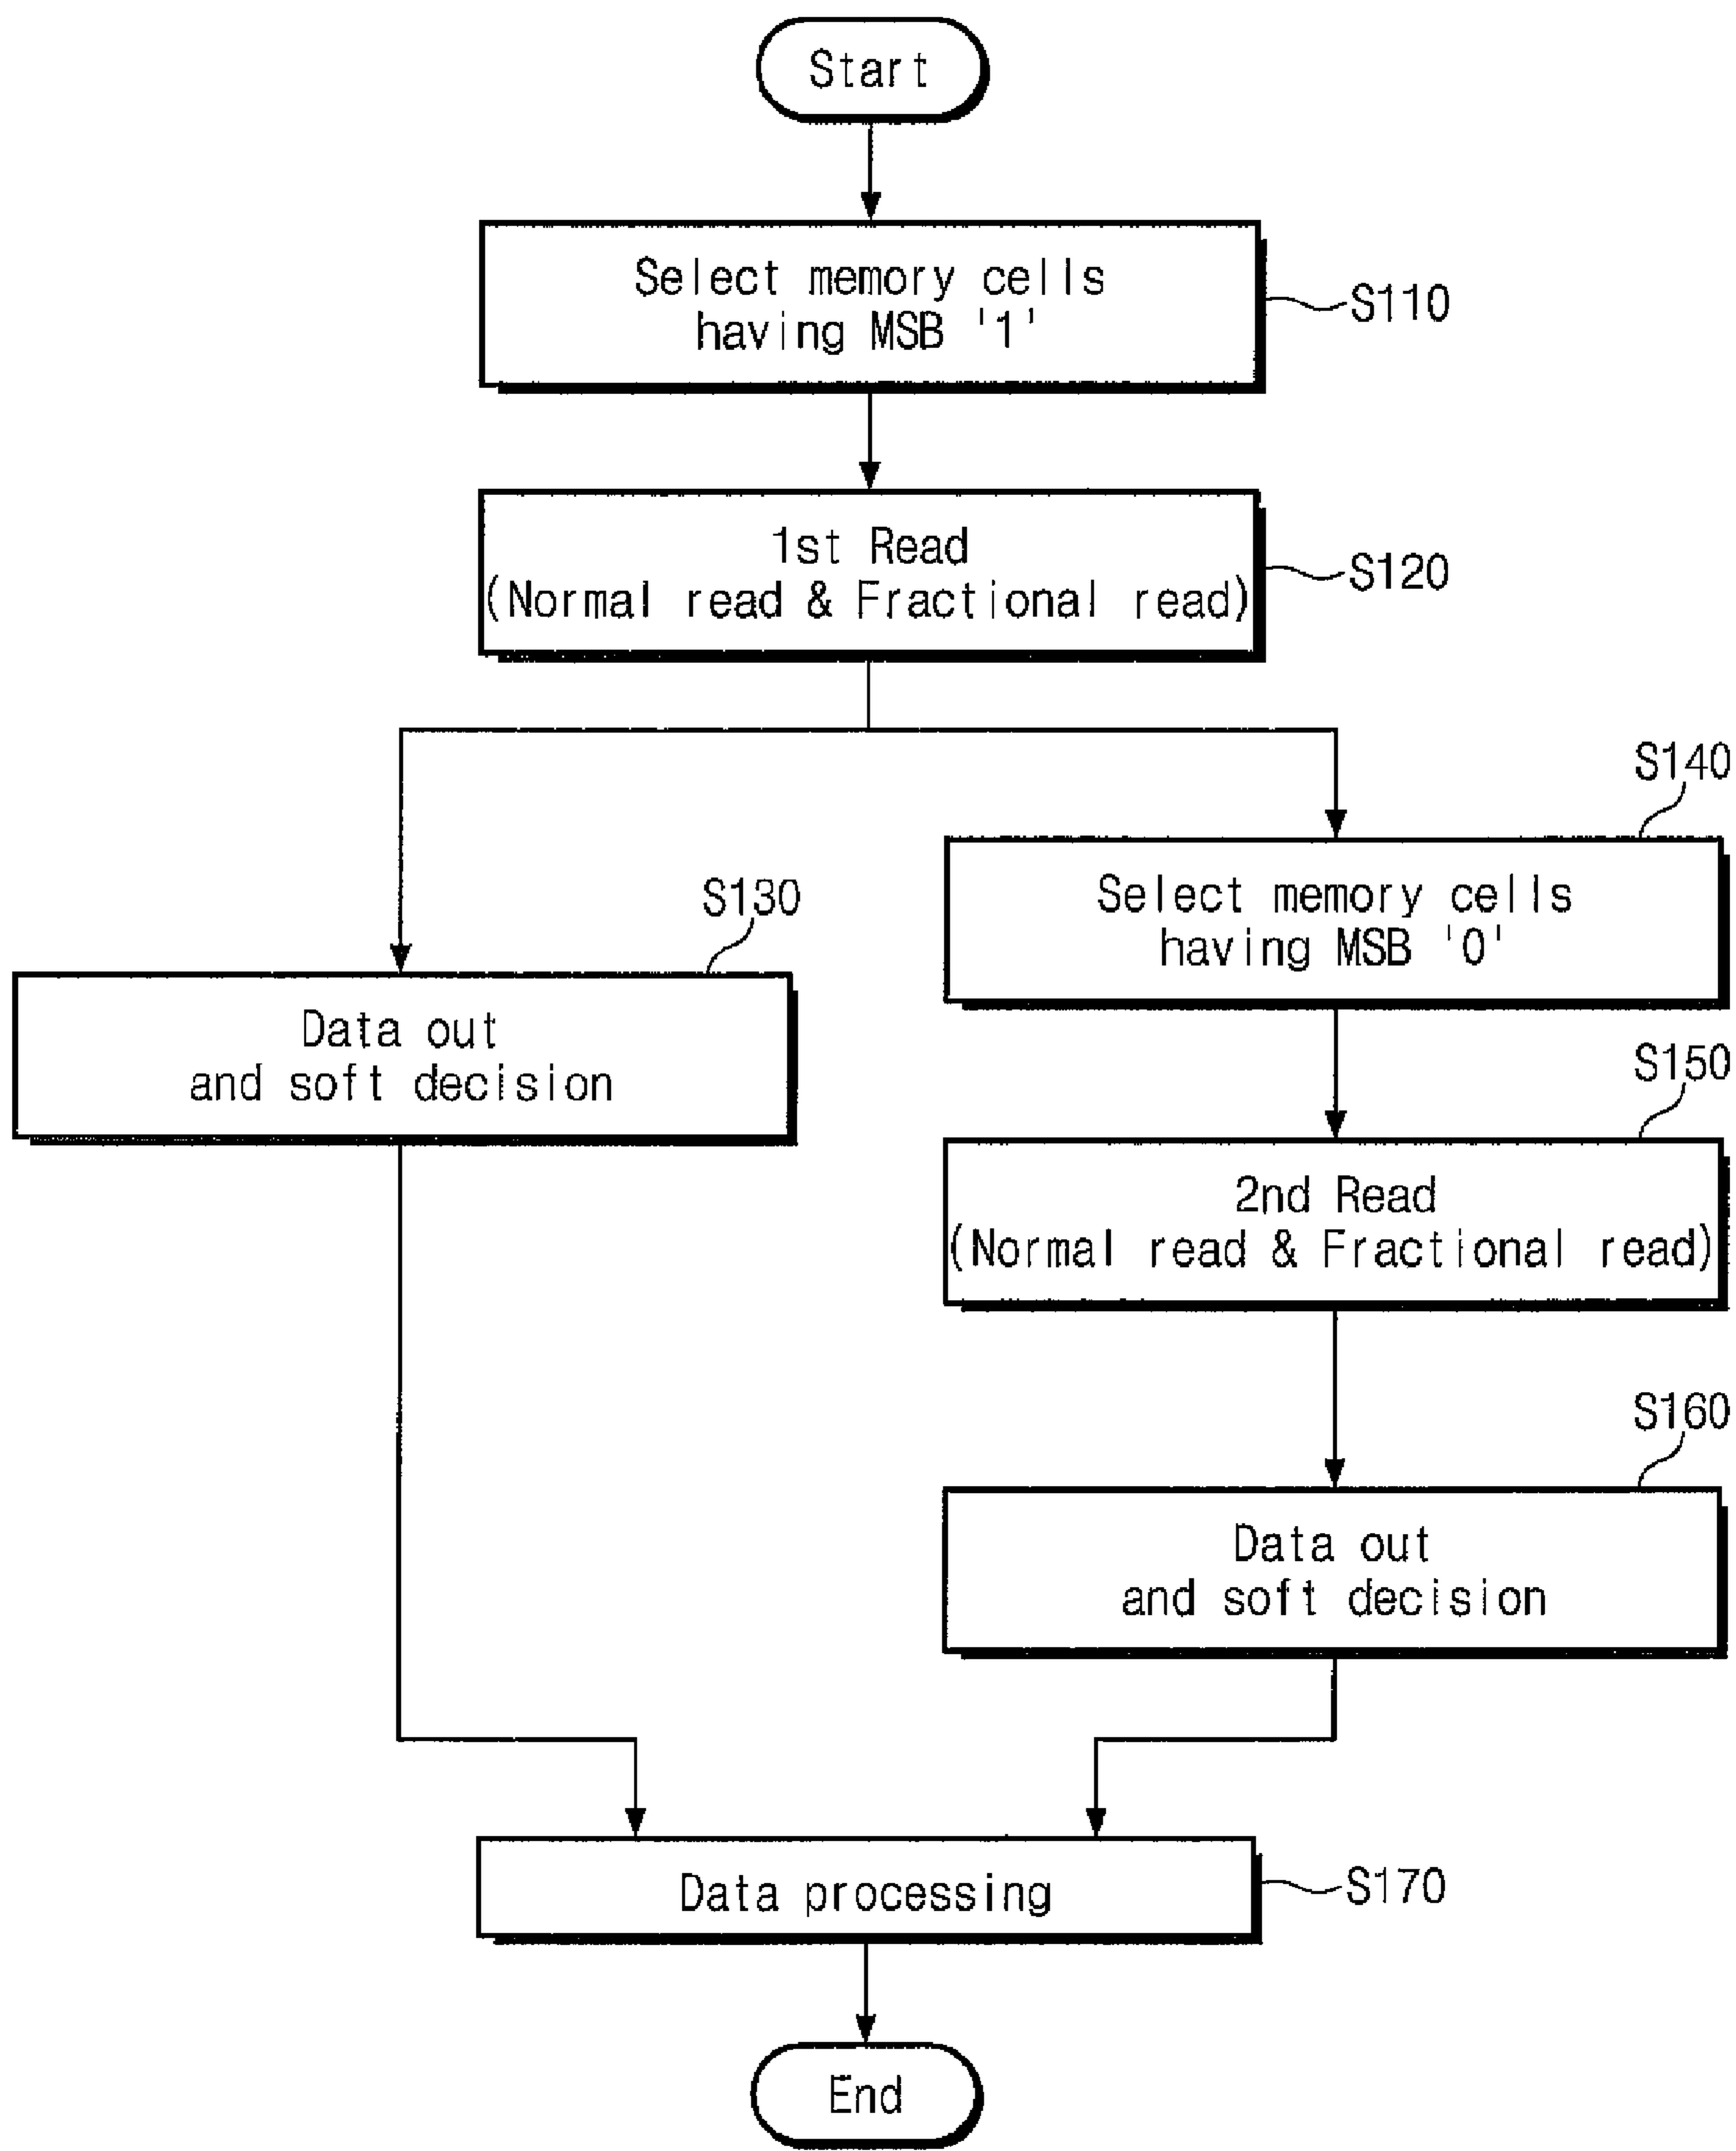 Start
Select memory cells
having MSB '1'
S110
1st Read
(Normal read & Fractional read)
S120
S140
Select memory cells
having MSB '0'
S130
Data out
and soft decision
S150
2nd Read
(Normal read & Fractional read)
S160
Data out
and soft decision
Data processing
S170
End